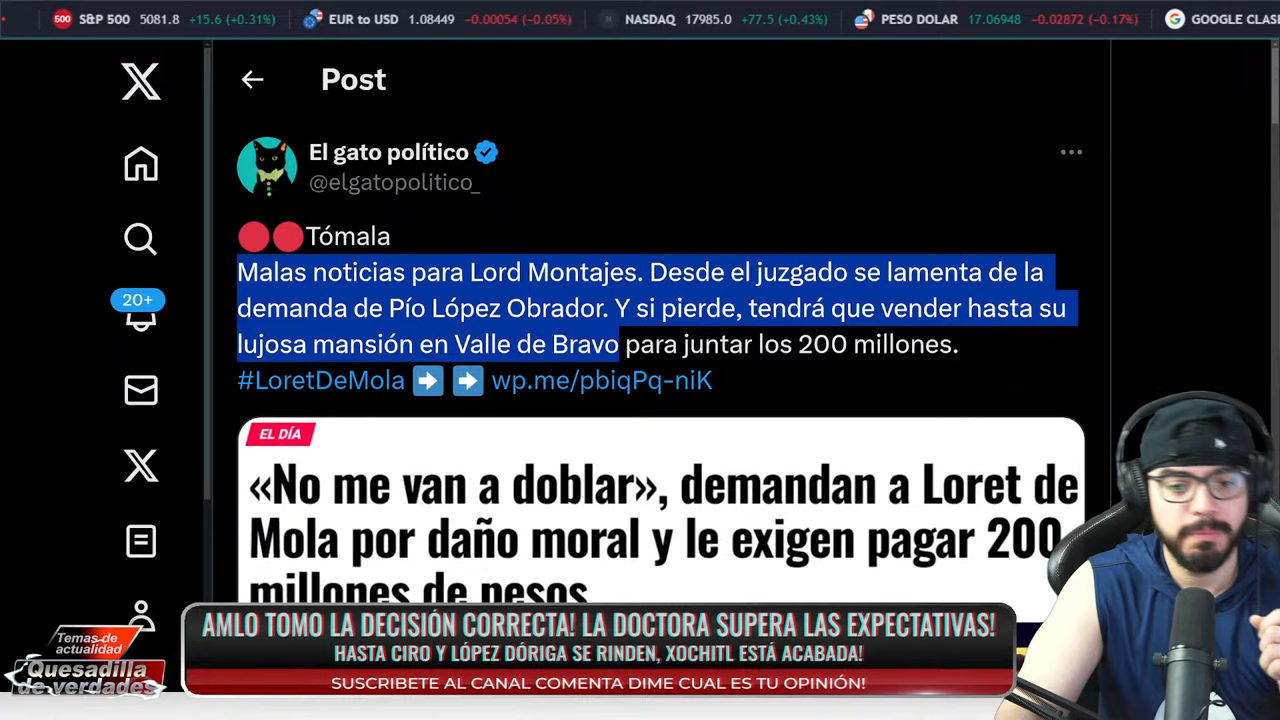 500 S&P 500 5081.8 +15.6 (+0.31%) EUR to USD 1.08449 −0.00054 (−0.05%) NASDAQ 17985.0 +77.5 (+0.43%) PESO DOLAR 17.06948 −0.02872 (−0.17%) G GOOGLE CLAS
Post
El gato político
@elgatopolitico_
Tómala
Malas noticias para Lord Montajes. Desde el juzgado se lamenta de la
demanda de Pío López Obrador. Y si pierde, tendrá que vender hasta su
lujosa mansión en Valle de Bravo para juntar los 200 millones.
#LoretDeMola ➡️ ➡️ wp.me/pbiqPq-niK
20+
EL DÍA
«No me van a doblar», demandan a Loret de
Mola por daño moral y le exigen pagar 200
millones de pesos
AMLO TOMO LA DECISIÓN CORRECTA! LA DOCTORA SUPERA LAS EXPECTATIVAS!
HASTA CIRO Y LÓPEZ DÓRIGA SE RINDEN, XOCHITL ESTÁ ACABADA!
SUSCRIBETE AL CANAL COMENTA DIME CUAL ES TU OPINIÓN!
Temas de
actualidad
Quesadilla
de verdades